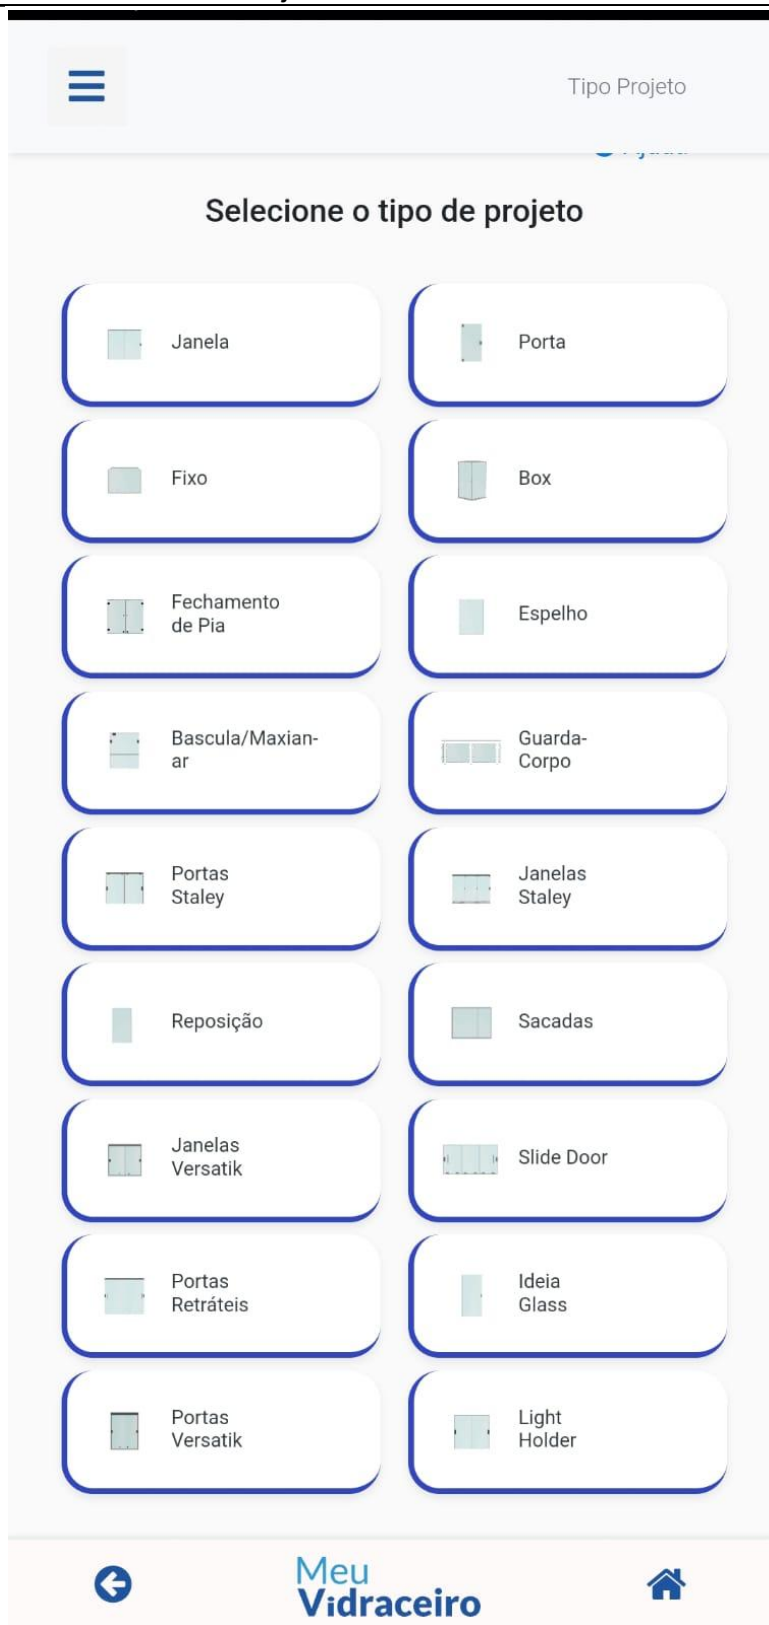 Tipo Projeto
Selecione o tipo de projeto
Janela
Porta
Fixo
Box
Fechamento
de Pia
Espelho
Bascula/Maxian-
ar
Guarda-
Corpo
Portas
Staley
Janelas
Staley
Reposição
Sacadas
Janelas
Versatik
Slide Door
Portas
Retráteis
Ideia
Glass
Portas
Versatik
Light
Holder
Meu
Vidraceiro